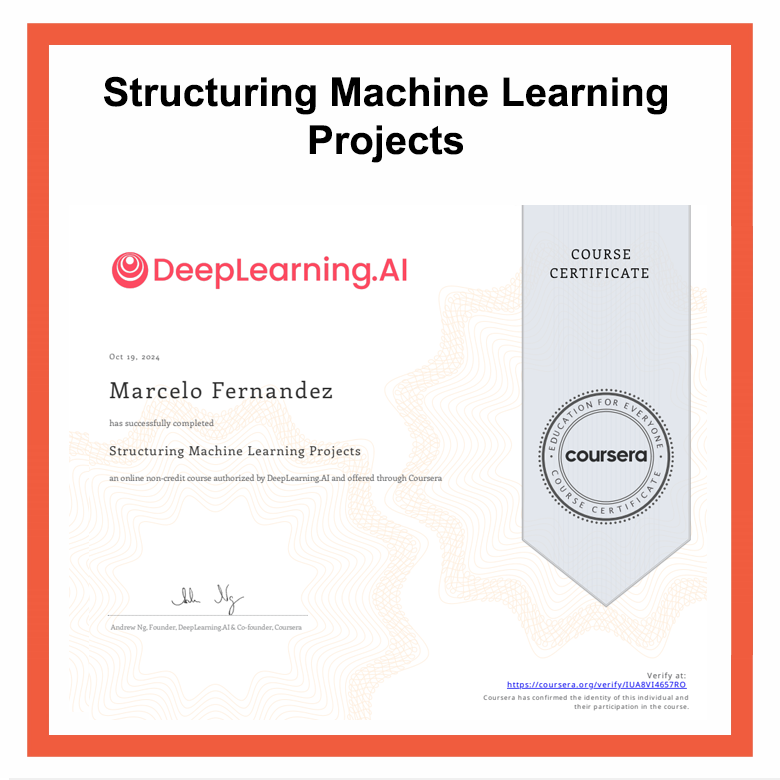 Structuring Machine Learning
Projects
DeepLearning.AI
COURSE
CERTIFICATE
Oct 19, 2024
Marcelo Fernandez
has successfully completed
Structuring Machine Learning Projects
an online non-credit course authorized by DeepLearning.AI and offered through Coursera
EDUCATION FOR EVERYONE
coursera
COURSE CERTIFICATE
Andrew Ng, Founder, DeepLearning.AI & Co-founder, Coursera
Verify at:
https://coursera.org/verify/IUA8VI4657RO
Coursera has confirmed the identity of this individual and
their participation in the course.